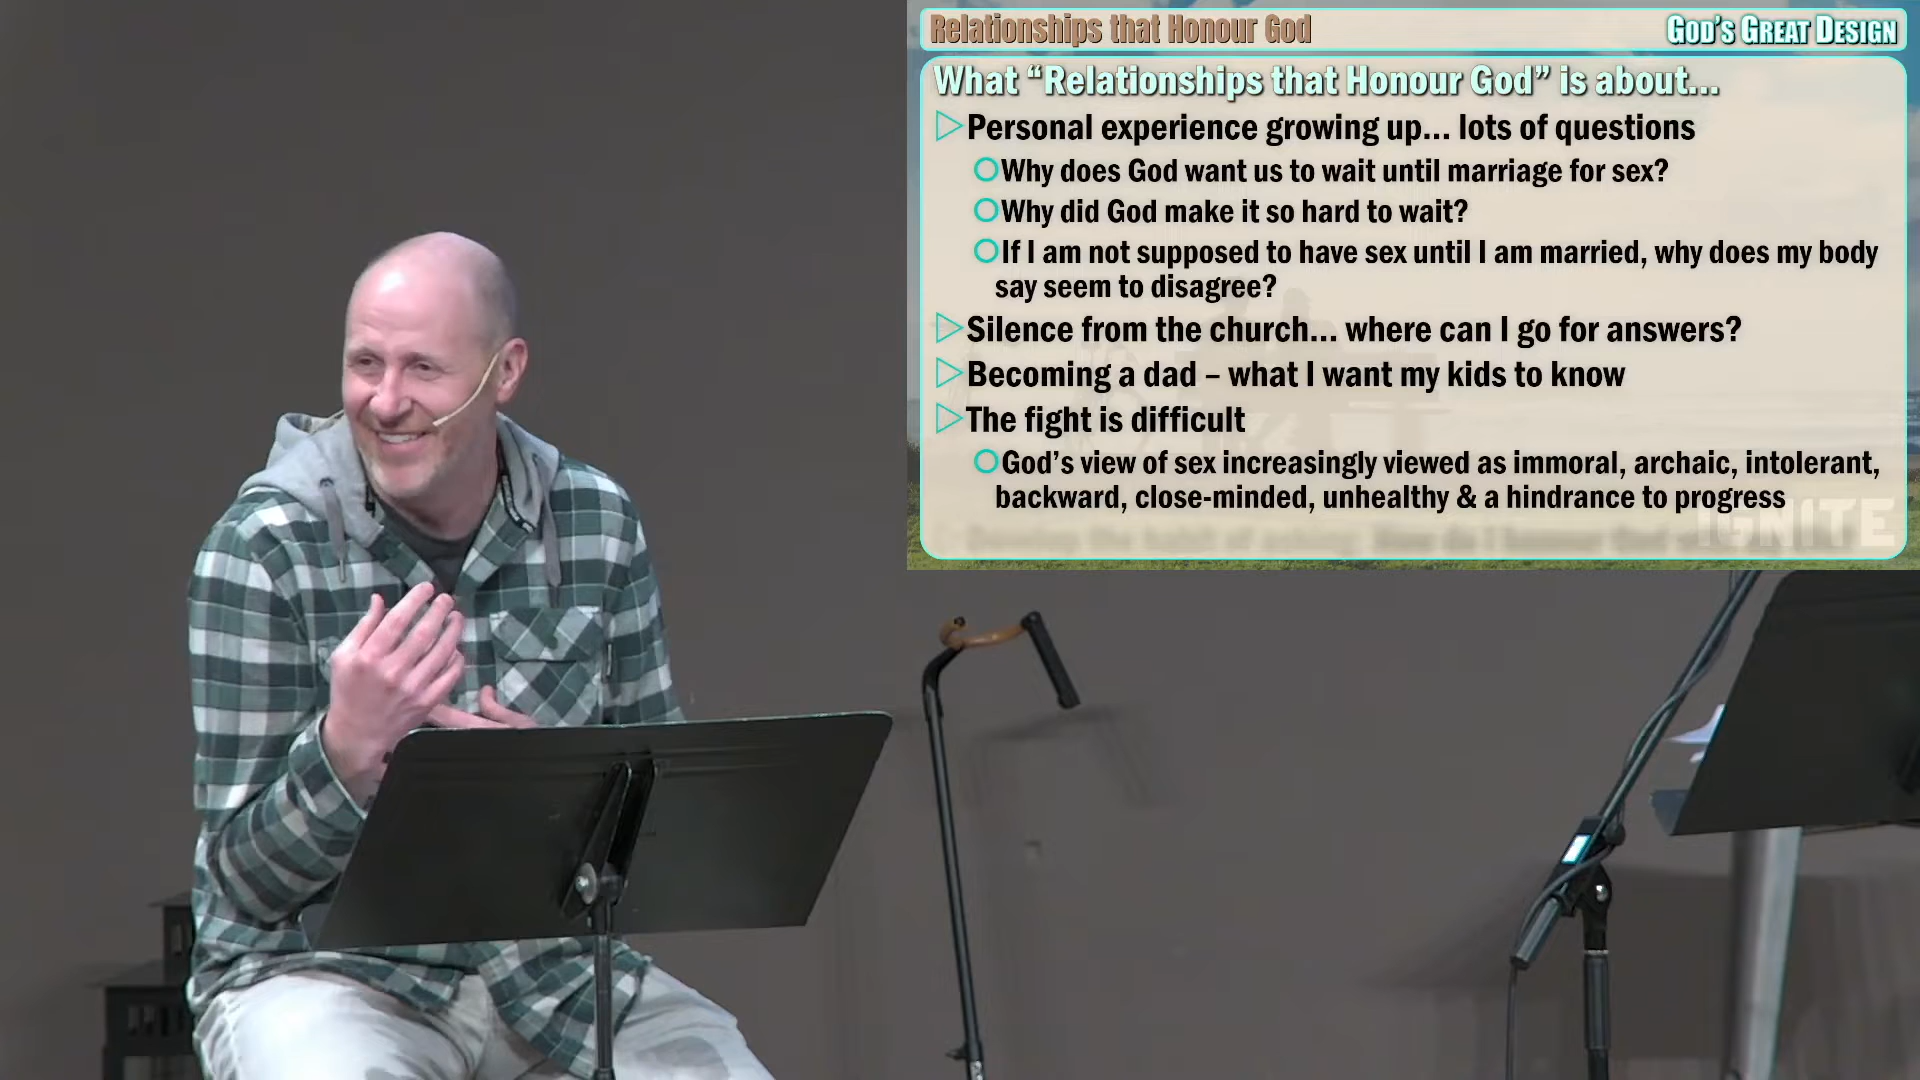 Relationships that Honour God
GOD'S GREAT DESIGN
What “Relationships that Honour God” is about...
Personal experience growing up... lots of questions
Why does God want us to wait until marriage for sex?
Why did God make it so hard to wait?
If I am not supposed to have sex until I am married, why does my body
say seem to disagree?
Silence from the church... where can I go for answers?
Becoming a dad – what I want my kids to know
The fight is difficult
God’s view of sex increasingly viewed as immoral, archaic, intolerant,
backward, close-minded, unhealthy & a hindrance to progress
IGNITE